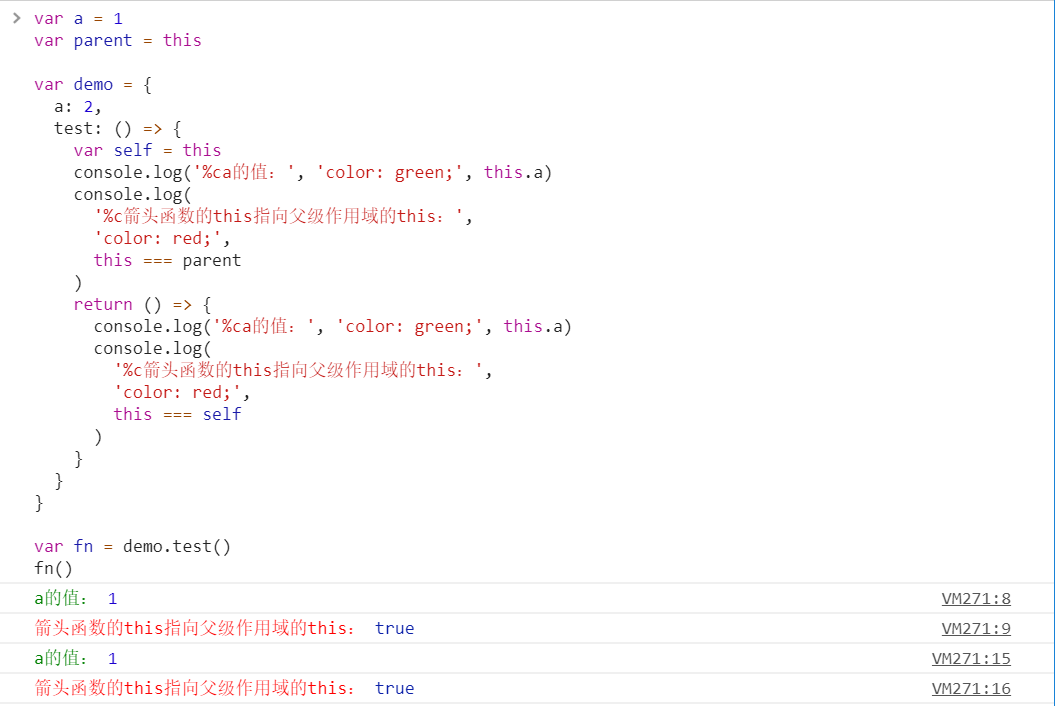 > var a = 1
var parent = this
var demo = {
  a: 2,
  test: () => {
    var self = this
    console.log('%ca的值：', 'color: green;', this.a)
    console.log(
      '%c箭头函数的this指向父级作用域的this：',
      'color: red;',
      this === parent
    )
    return () => {
      console.log('%ca的值：', 'color: green;', this.a)
      console.log(
        '%c箭头函数的this指向父级作用域的this：',
        'color: red;',
        this === self
      )
    }
  }
}
var fn = demo.test()
fn()
a的值： 1 VM271:8
箭头函数的this指向父级作用域的this： true VM271:9
a的值： 1 VM271:15
箭头函数的this指向父级作用域的this： true VM271:16